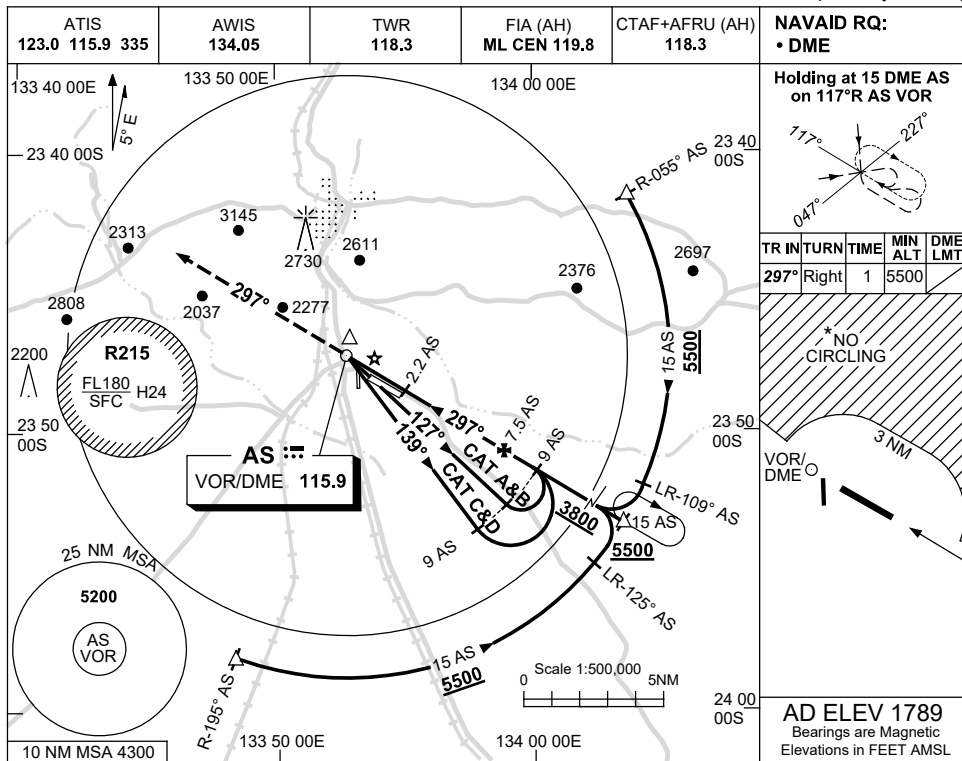 ATIS
123.0 115.9 335
AWIS
134.05
TWR
118.3
FIA (AH)
ML CEN 119.8
CTAF+AFRU (AH)
118.3
NAVAID RQ:
• DME
133 40 00E
133 50 00E
134 00 00E
5° E
23 40
00S
23 40
00S
R-055° AS
Holding at 15 DME AS
on 117°R AS VOR
117°
227°
047°
TR IN TURN TIME MIN ALT DME LMT
297° Right 1 5500
3145
2313
2730
2611
2376
2697
297°
2808
2037
2277
15 AS
5500
2200
R215
FL180
SFC
H24
2.2 AS
*NO
CIRCLING
23 50
00S
23 50
00S
297°
7.5 AS
127°
139°
CAT A&B
CAT C&D
9 AS
9 AS
3 NM
VOR/
DME
AS
VOR/DME 115.9
LR-109° AS
3800
15 AS
5500
LR-125° AS
25 NM MSA
5200
AS
VOR
15 AS
5500
R-195° AS
Scale 1:500,000
0 5NM
24 00
00S
10 NM MSA 4300
133 50 00E
134 00 00E
AD ELEV 1789
Bearings are Magnetic
Elevations in FEET AMSL